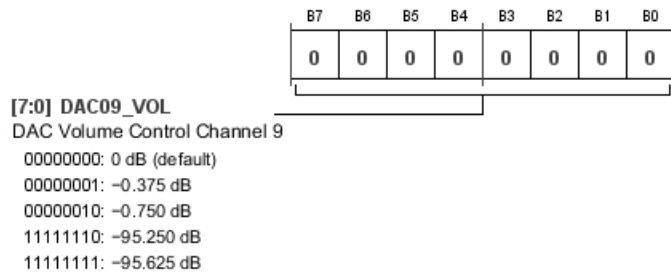 B7 B6 B5 B4 B3 B2 B1 B0
0 0 0 0 0 0 0 0
[7:0] DAC09_VOL
DAC Volume Control Channel 9
00000000: 0 dB (default)
00000001: −0.375 dB
00000010: −0.750 dB
11111110: −95.250 dB
11111111: −95.625 dB